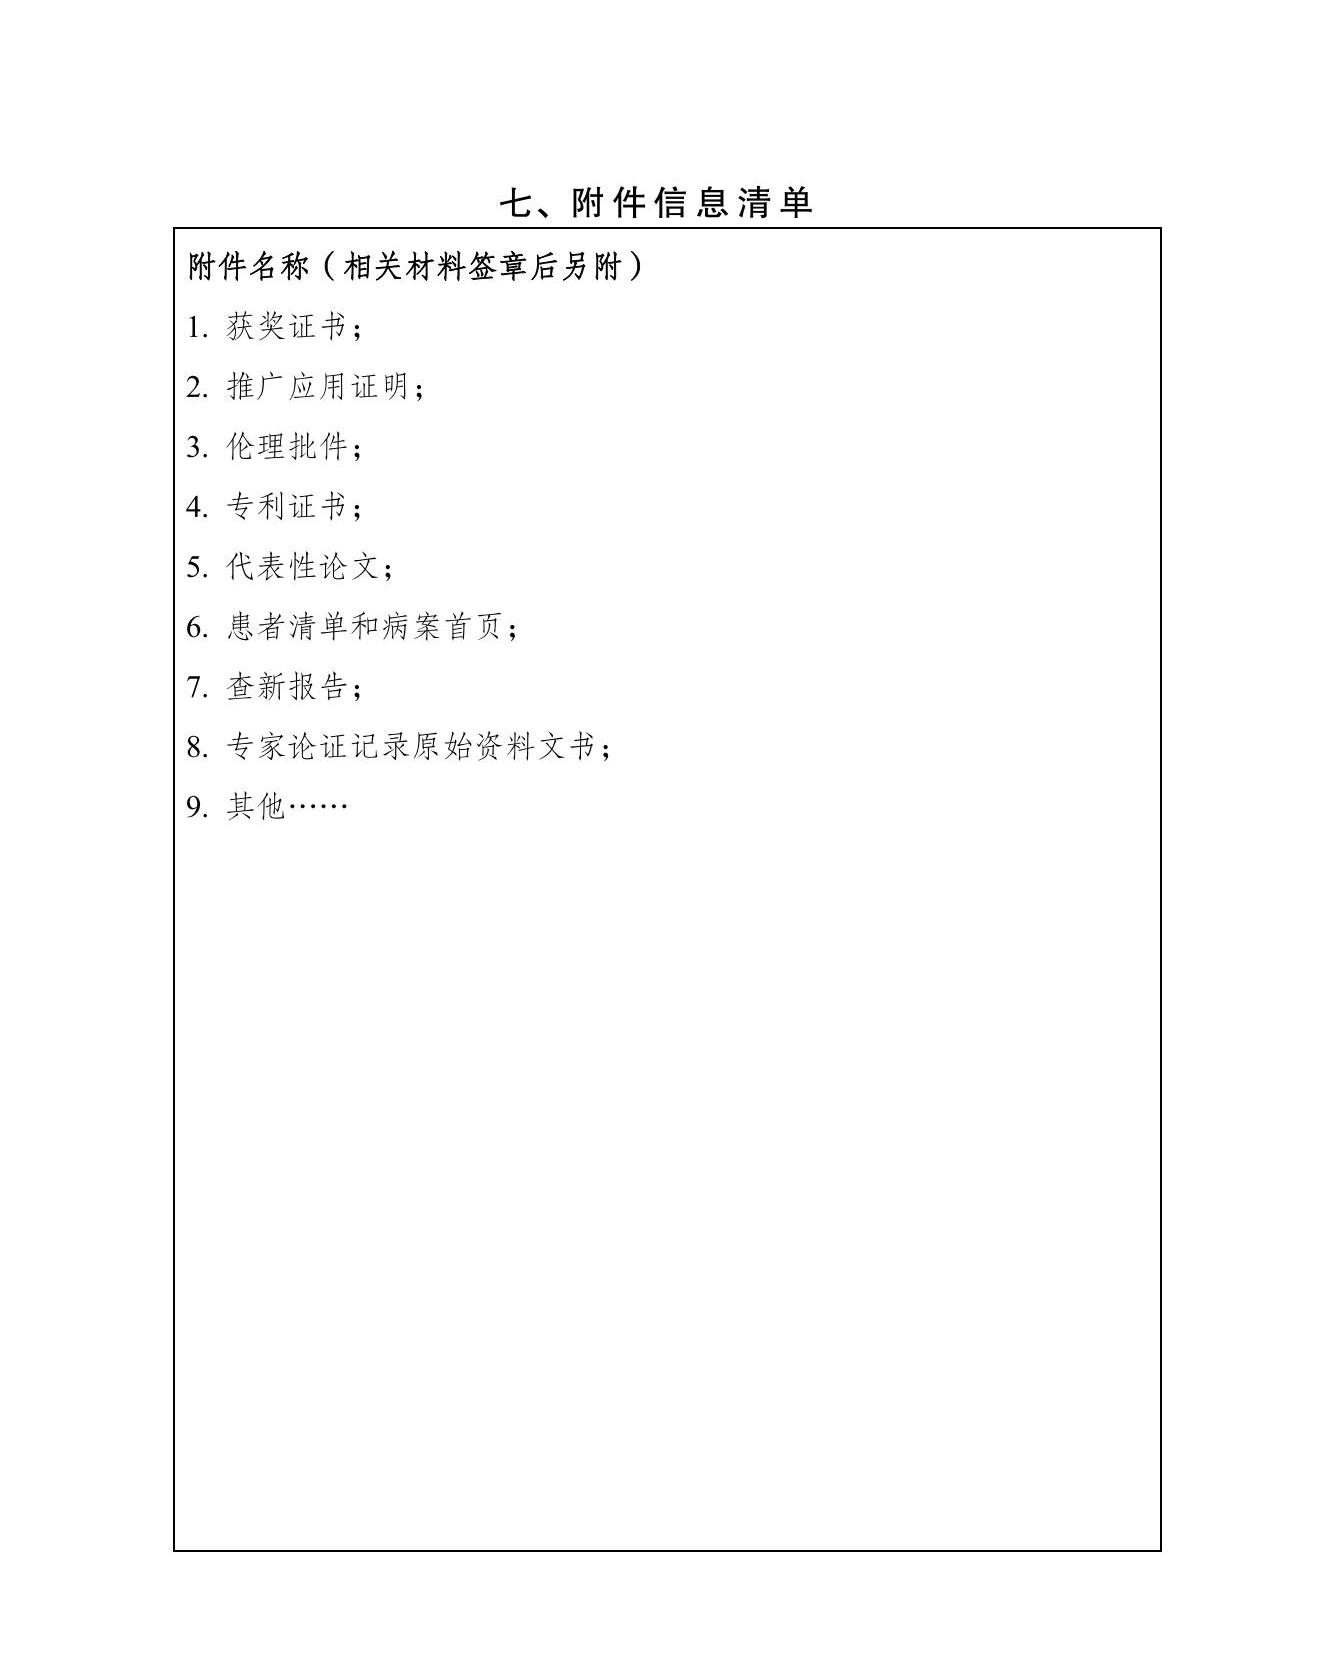 七、附件信息清单
附件名称（相关材料签章后另附）
1. 获奖证书；
2. 推广应用证明；
3. 伦理批件；
4. 专利证书；
5. 代表性论文；
6. 患者清单和病案首页；
7. 查新报告；
8. 专家论证记录原始资料文书；
9. 其他……